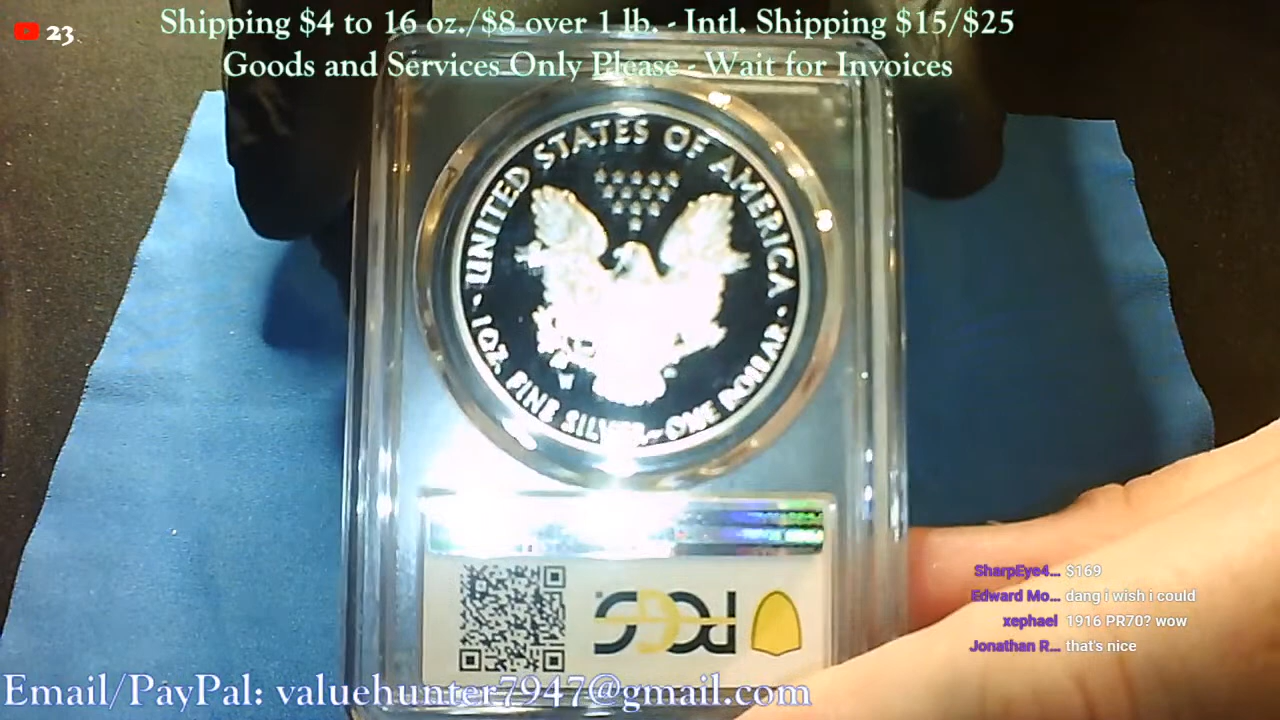 23
Shipping $4 to 16 oz./$8 over 1 lb. - Intl. Shipping $15/$25
Goods and Services Only Please - Wait for Invoices
UNITED STATES OF AMERICA
• 1 OZ. FINE SILVER~ONE DOLLAR •
W
PCGS
SharpEye4... $169
Edward Mo... dang i wish i could
xephael 1916 PR70? wow
Jonathan R... that's nice
Email/PayPal: valuehunter7947@gmail.com